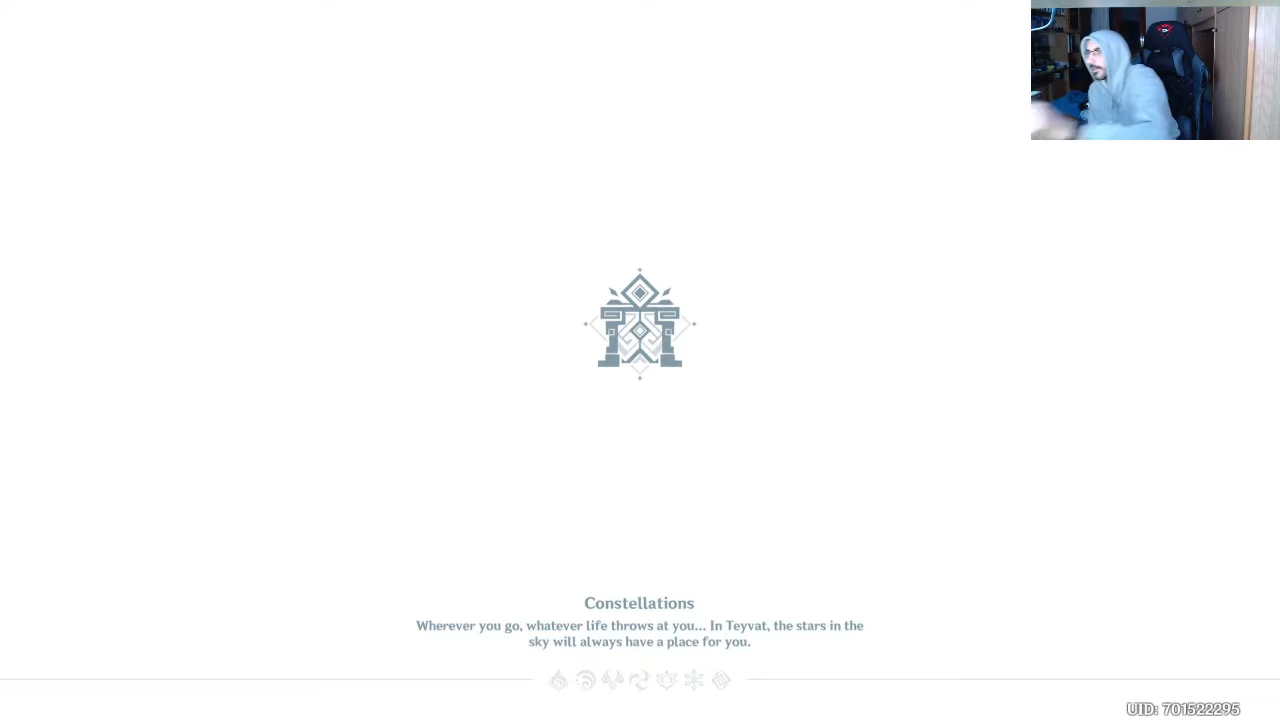 Constellations
Wherever you go, whatever life throws at you... In Teyvat, the stars in the
sky will always have a place for you.
UID: 701522295